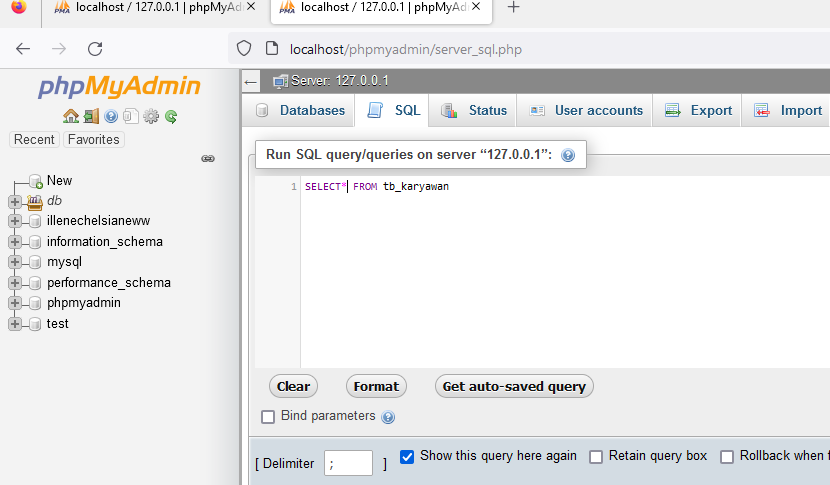 localhost / 127.0.0.1 | phpMyAdm
localhost / 127.0.0.1 | phpMyAd
PMA
localhost/phpmyadmin/server_sql.php
phpMyAdmin
Recent Favorites
New
db
illenechelsianeww
information_schema
mysql
performance_schema
phpmyadmin
test
Server: 127.0.0.1
Databases SQL Status User accounts Export Import
Run SQL query/queries on server “127.0.0.1”:
1 SELECT* FROM tb_karyawan
Clear Format Get auto-saved query
Bind parameters
[ Delimiter ; ] Show this query here again Retain query box Rollback when